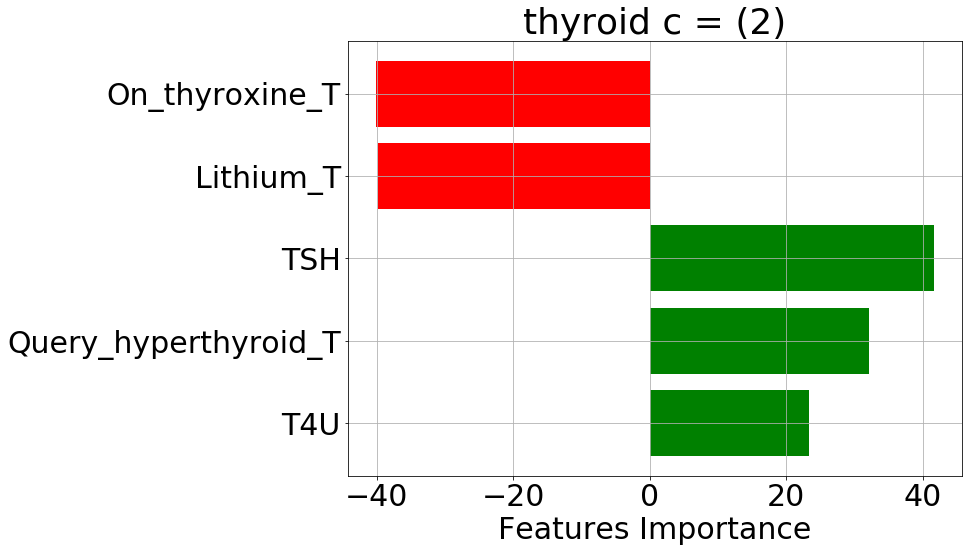 thyroid c = (2)
On_thyroxine_T
Lithium_T
TSH
Query_hyperthyroid_T
T4U
−40 −20 0 20 40
Features Importance